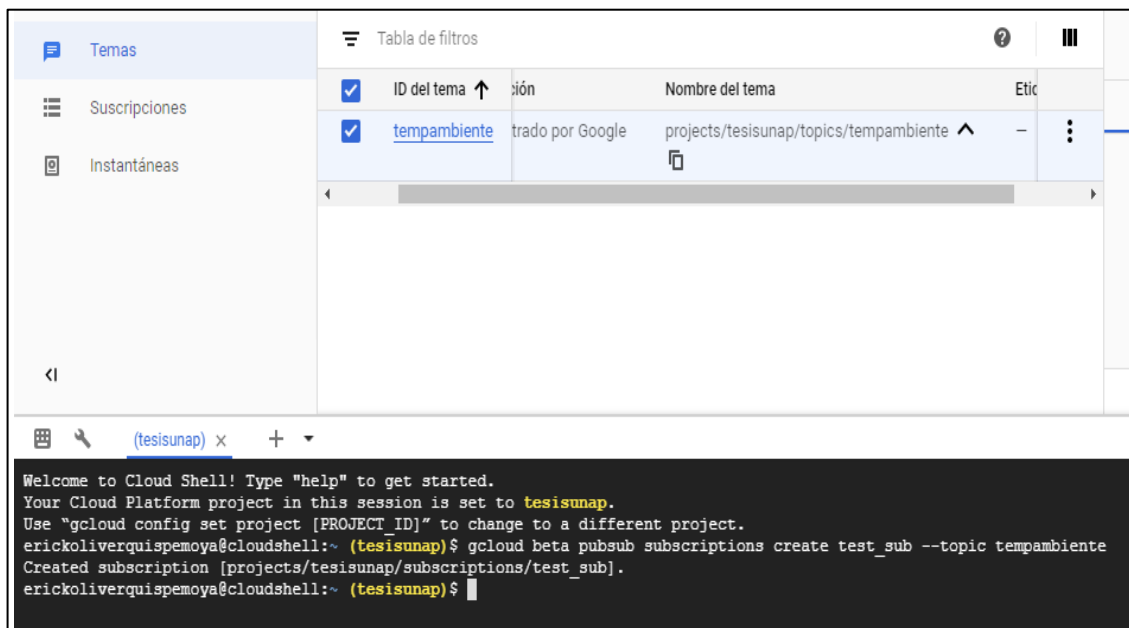 Temas
Suscripciones
Instantáneas
Tabla de filtros
ID del tema ción Nombre del tema Etic
tempambiente trado por Google projects/tesisunap/topics/tempambiente –
(tesisunap) ×
Welcome to Cloud Shell! Type "help" to get started.
Your Cloud Platform project in this session is set to tesisunap.
Use “gcloud config set project [PROJECT_ID]” to change to a different project.
erickoliverquispemoya@cloudshell:~ (tesisunap)$ gcloud beta pubsub subscriptions create test_sub --topic tempambiente
Created subscription [projects/tesisunap/subscriptions/test_sub].
erickoliverquispemoya@cloudshell:~ (tesisunap)$